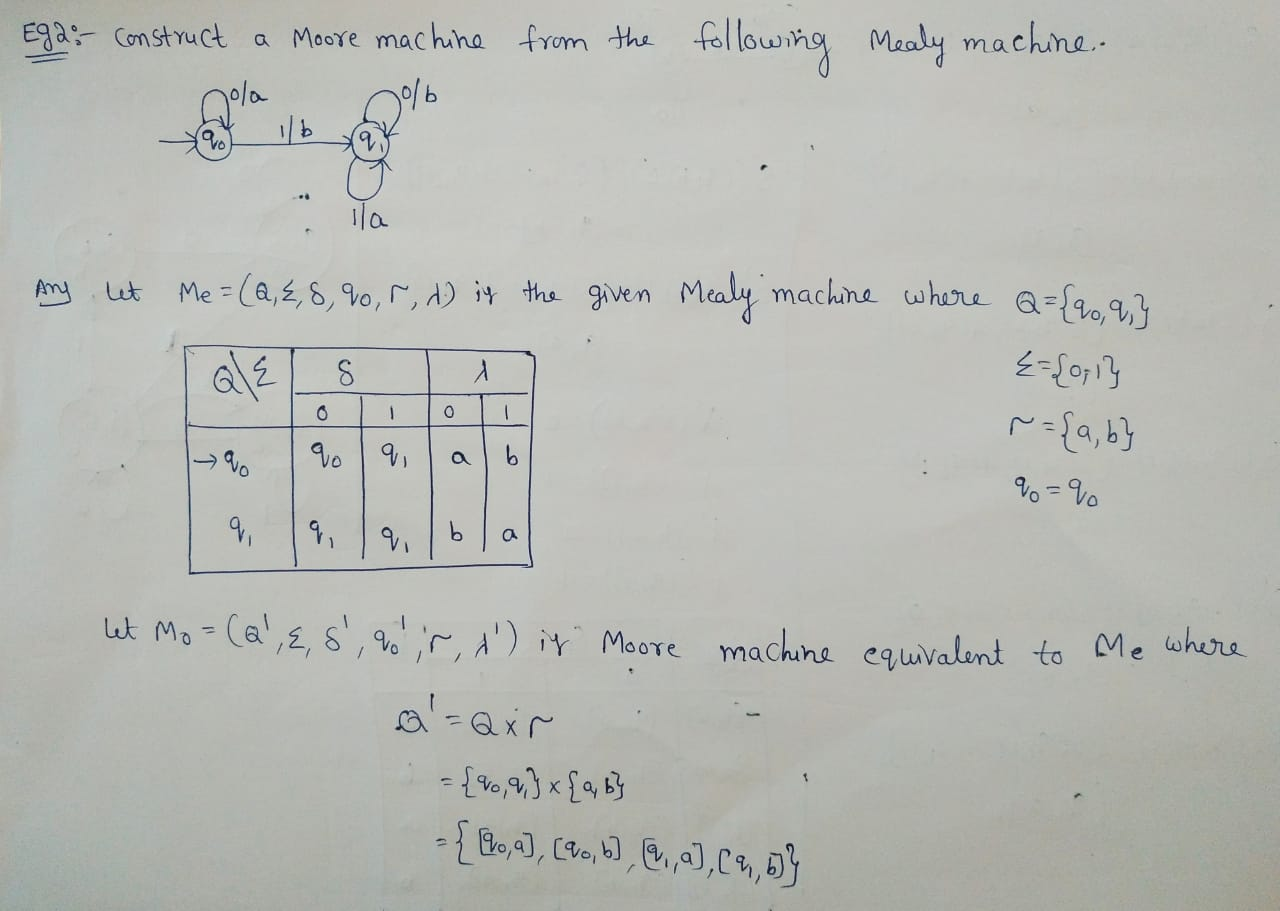 Eg2:- Construct a Moore machine from the following Mealy machine.
0/a 0/b
→ q₀ 1/b q₁
1/a
Ans Let Me = (Q, Σ, δ, q₀, Γ, λ) is the given Mealy machine where Q = {q₀, q₁}
Σ = {0, 1}
Γ = {a, b}
q₀ = q₀
Q\Σ δ λ
0 1 0 1
→ q₀ q₀ q₁ a b
q₁ q₁ q₁ b a
Let Mo = (Q', Σ, δ', q₀', Γ, λ') is Moore machine equivalent to Me where
Q' = Q × Γ
= {q₀, q₁} × {a, b}
= {[q₀, a], [q₀, b], [q₁, a], [q₁, b]}